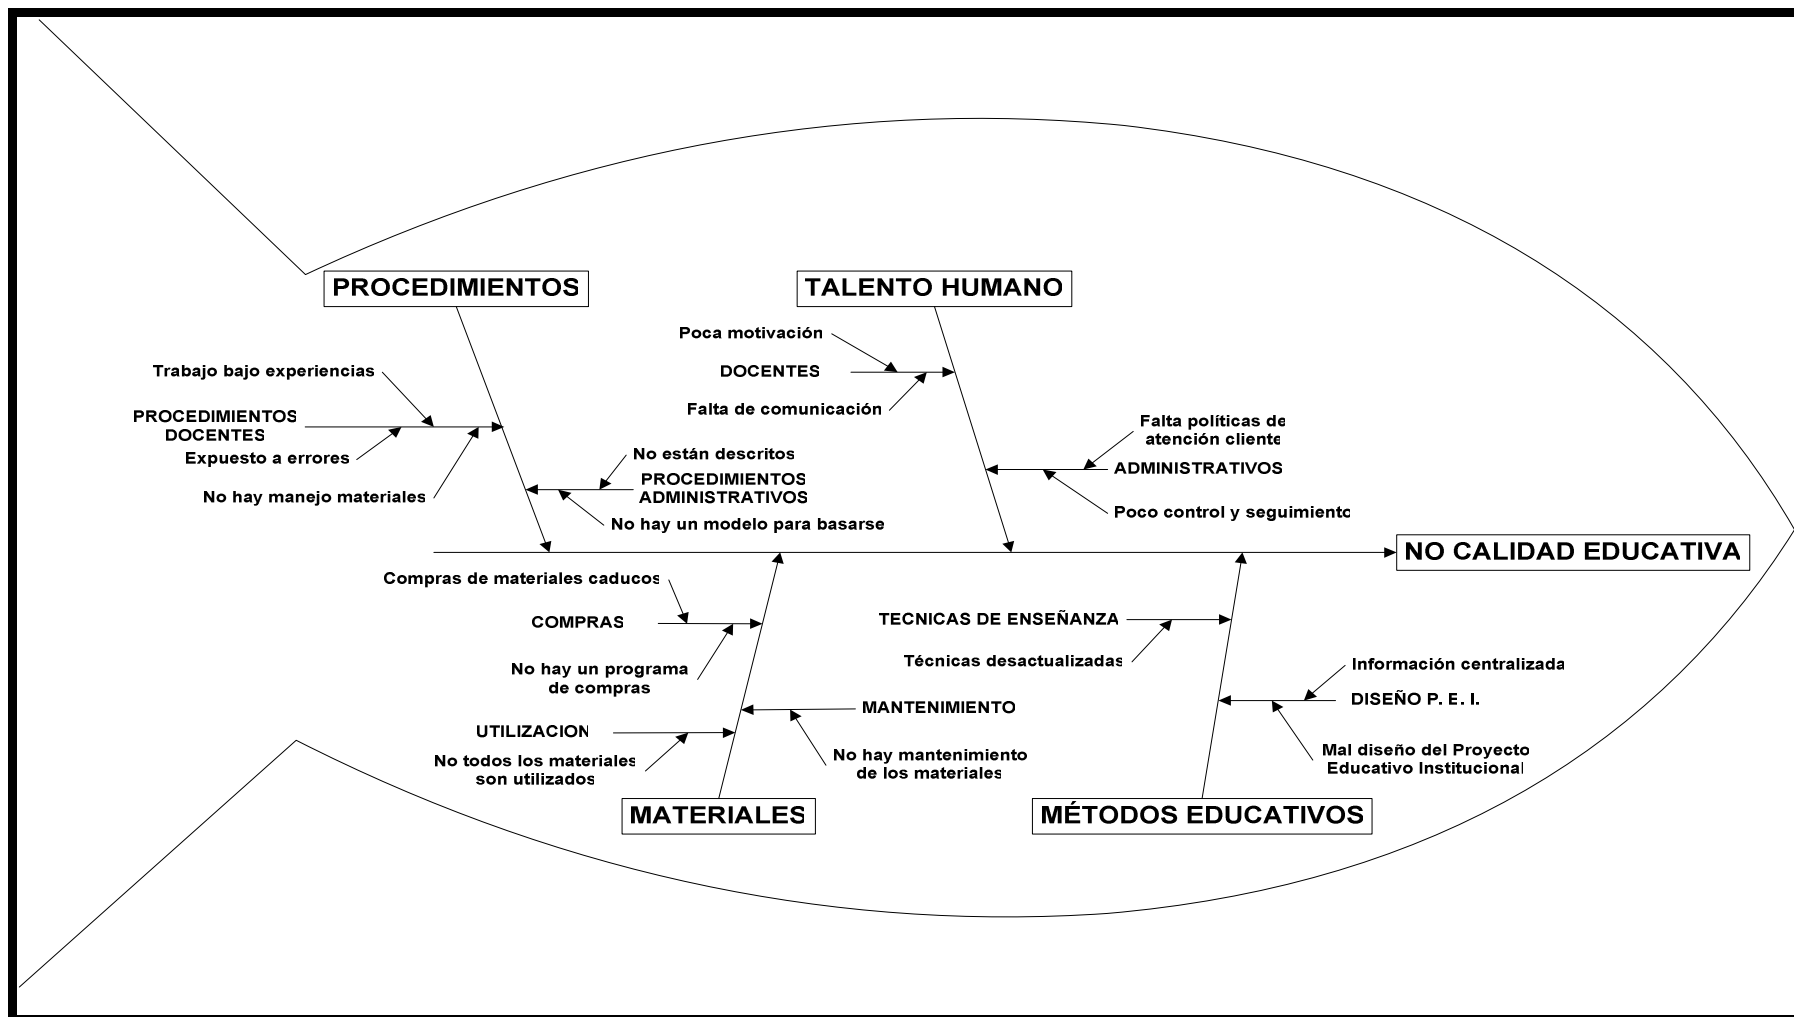 PROCEDIMIENTOS
TALENTO HUMANO
Trabajo bajo experiencias
PROCEDIMIENTOS
DOCENTES
Expuesto a errores
No hay manejo materiales
No están descritos
PROCEDIMIENTOS
ADMINISTRATIVOS
No hay un modelo para basarse
Poca motivación
DOCENTES
Falta de comunicación
Falta políticas de
atención cliente
ADMINISTRATIVOS
Poco control y seguimiento
NO CALIDAD EDUCATIVA
Compras de materiales caducos
COMPRAS
No hay un programa
de compras
MANTENIMIENTO
UTILIZACION
No todos los materiales
son utilizados
No hay mantenimiento
de los materiales
TECNICAS DE ENSEÑANZA
Técnicas desactualizadas
Información centralizada
DISEÑO P. E. I.
Mal diseño del Proyecto
Educativo Institucional
MATERIALES
MÉTODOS EDUCATIVOS